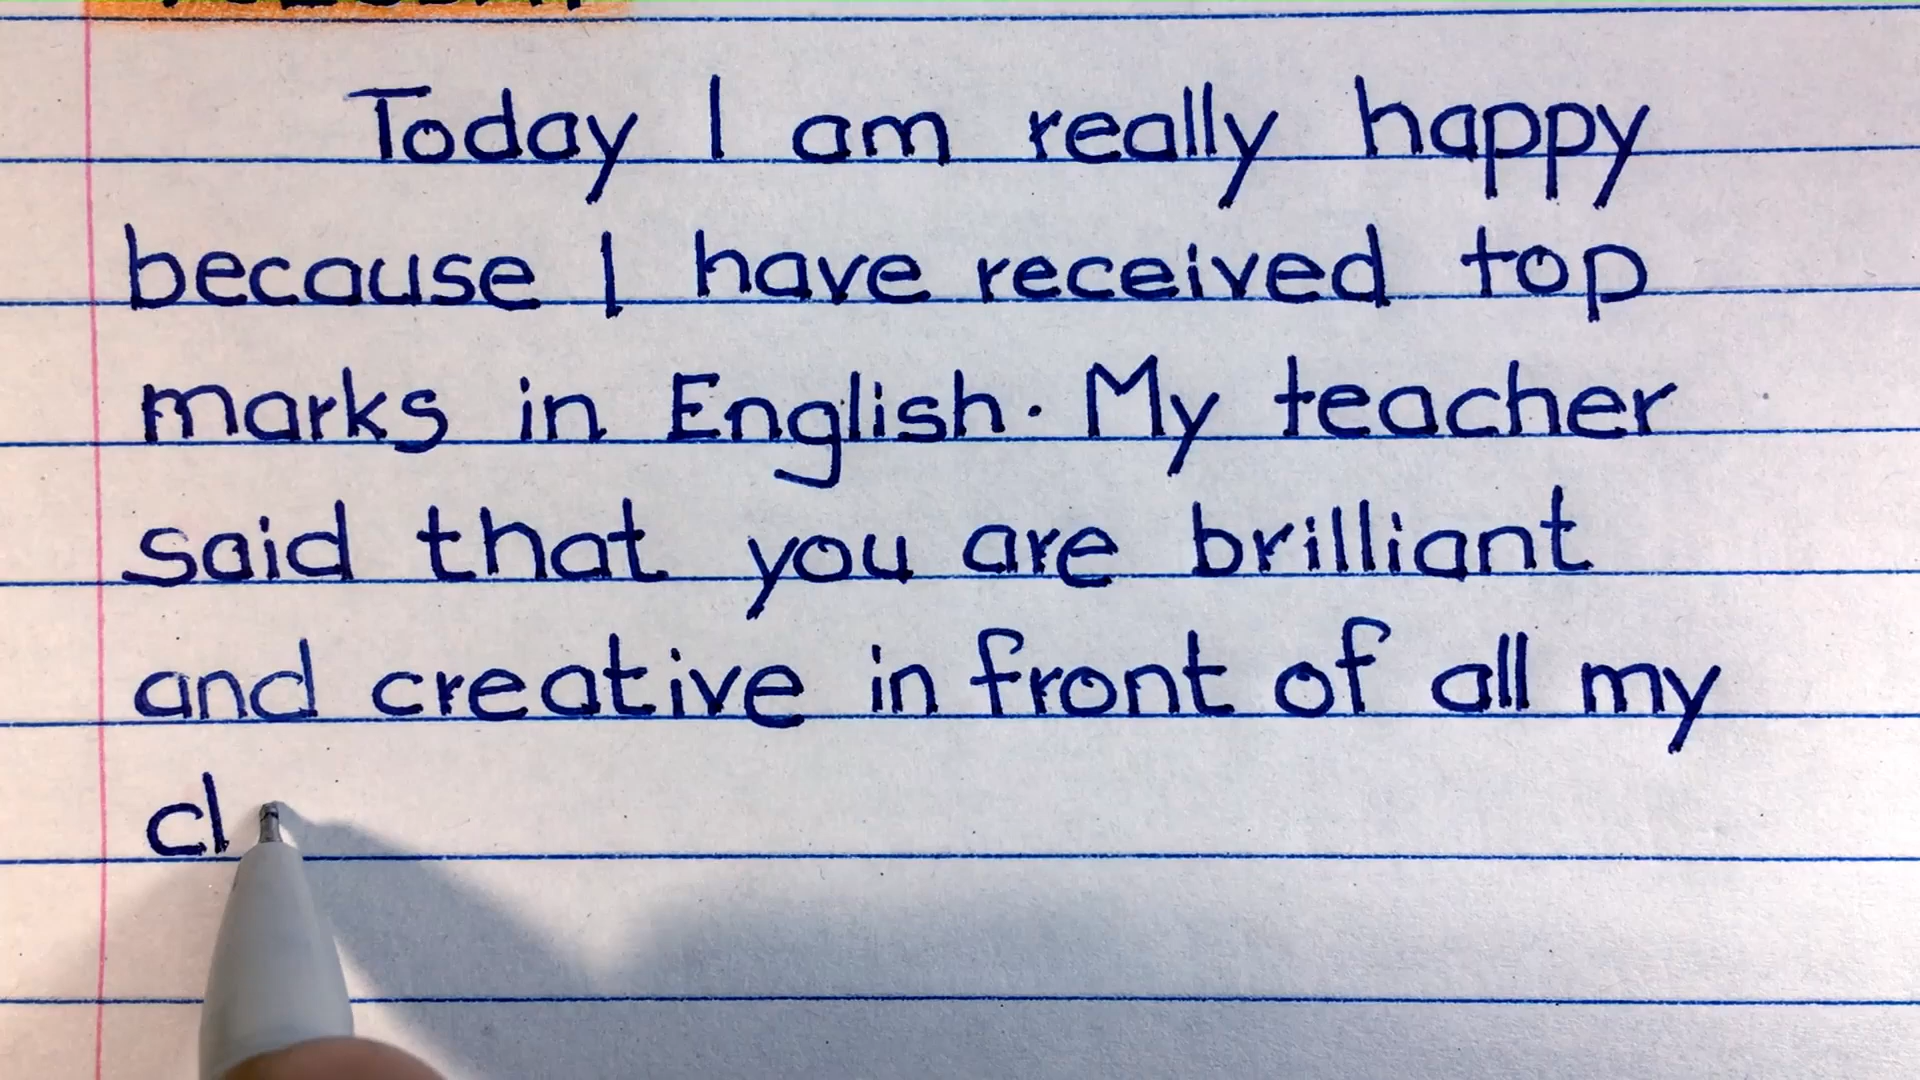 Today I am really happy
because I have received top
marks in English. My teacher
said that you are brilliant
and creative in front of all my
cl